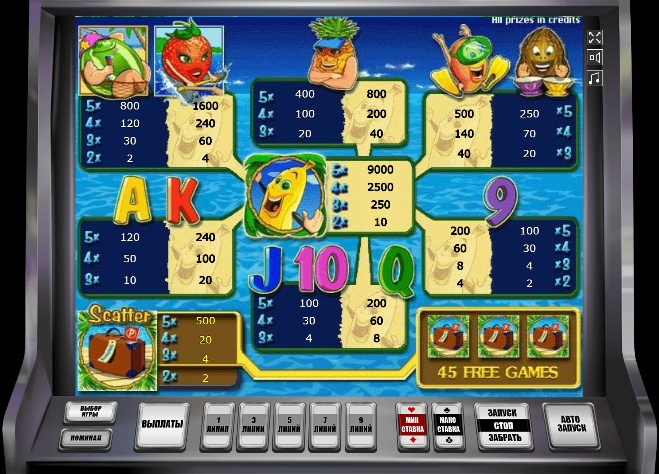 All prizes in credits
5x 800 1600
4x 120 240
3x 30 60
2x 2 4
5x 400 800
4x 100 200
3x 20 40
500 250 x5
140 70 x4
40 20 x3
5x 9000
4x 2500
3x 250
2x 10
A K
5x 120 240
4x 50 100
3x 10 20
9
200 100 x5
60 30 x4
8 4 x3
4 2 x2
J 10 Q
5x 100 200
4x 30 60
3x 4 8
Scatter
5x 500
4x 20
3x 4
2x 2
45 FREE GAMES
ВЫБОР
ИГРЫ
НОМИНАЛ
ВЫПЛАТЫ
1
ЛИНИЯ
3
ЛИНИИ
5
ЛИНИЙ
7
ЛИНИЙ
9
ЛИНИЙ
МИН
СТАВКА
МАКС
СТАВКА
ЗАПУСК
СТОП
ЗАБРАТЬ
АВТО
ЗАПУСК